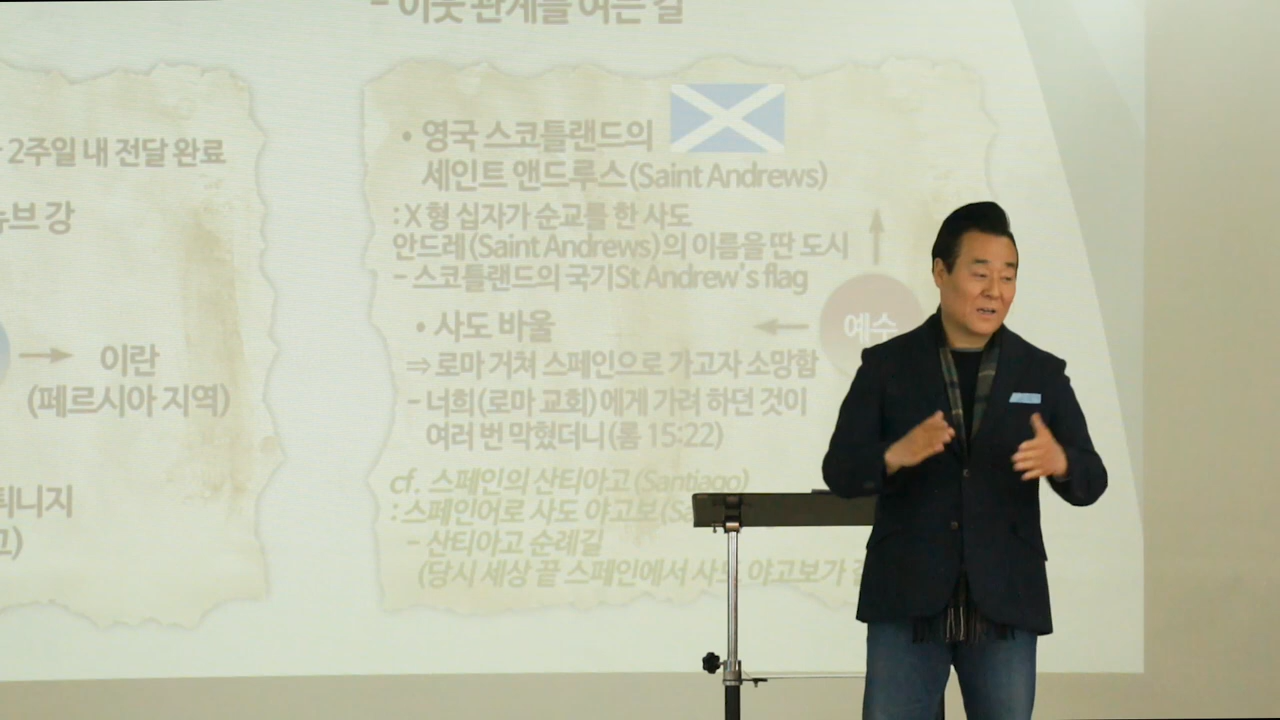 - 이웃 관계를 여는 길
2주일 내 전달 완료
브 강
이란
(페르시아 지역)
튀니지
• 영국 스코틀랜드의
세인트 앤드루스(Saint Andrews)
: X 형 십자가 순교를 한 사도
안드레(Saint Andrews)의 이름을 딴 도시
- 스코틀랜드의 국기St Andrew's flag
예수
• 사도 바울
⇒ 로마 거쳐 스페인으로 가고자 소망함
- 너희(로마 교회)에게 가려 하던 것이
여러 번 막혔더니(롬 15:22)
cf. 스페인의 산티아고(Santiago)
: 스페인어로 사도 야고보(Sa
- 산티아고 순례길
(당시 세상 끝 스페인에서 사도 야고보가